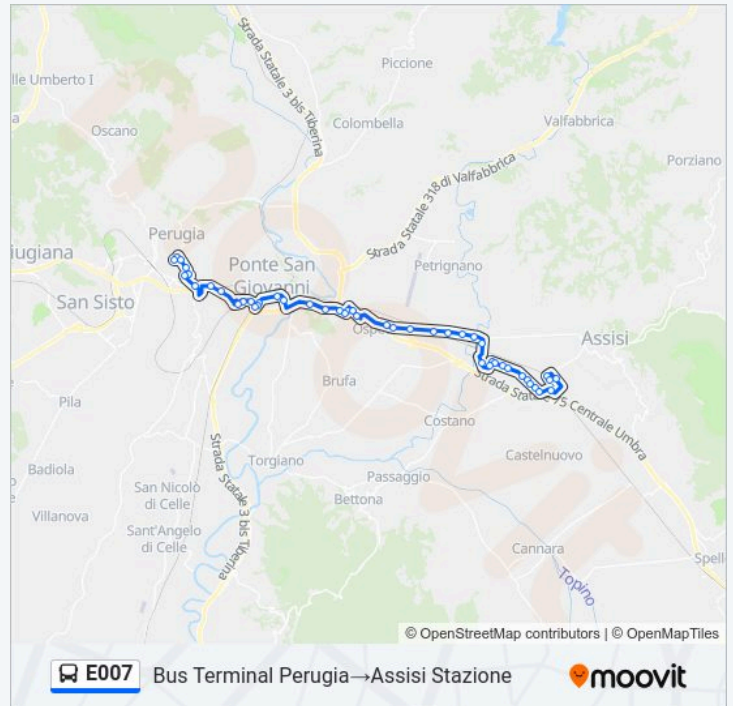 Strada Statale 3 bis Tiberina
Piccione
lle Umberto I
Valfabbrica
Colombella
Oscano
Porziano
Strada Statale 318 di Valfabbrica
Perugia
iugiana
Ponte San
Giovanni
Petrignano
San Sisto
Assisi
Ospe
Brufa
Strada Statale 75 Centrale Umbra
Pila
Costano
Torgiano
Castelnuovo
Badiola
San Nicolò
di Celle
Passaggio
Bettona
Villanova
Sant'Angelo
di Celle
Strada Statale 3 bis Tiberina
Cannara
Spell
Topino
© OpenStreetMap contributors | © OpenMapTiles
E007 Bus Terminal Perugia→Assisi Stazione
moovit